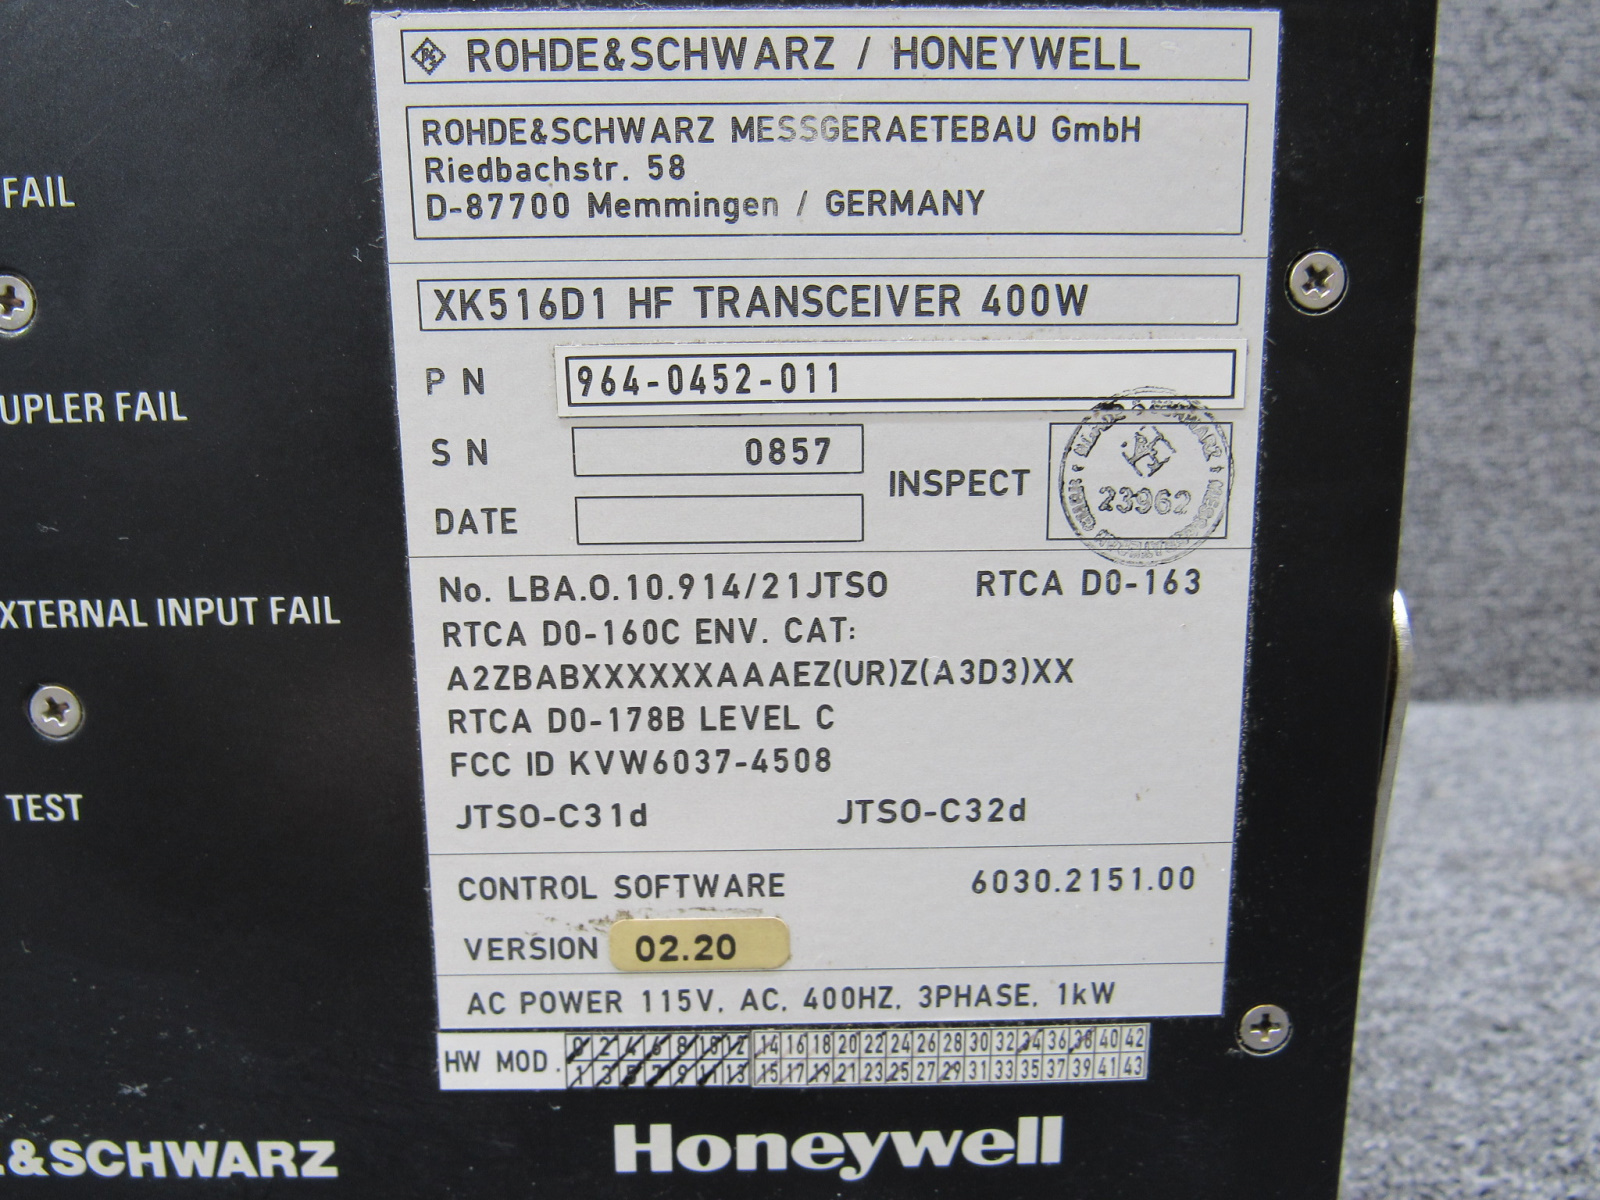 FAIL
UPLER FAIL
XTERNAL INPUT FAIL
TEST
&SCHWARZ
ROHDE&SCHWARZ / HONEYWELL
ROHDE&SCHWARZ MESSGERAETEBAU GmbH
Riedbachstr. 58
D-87700 Memmingen / GERMANY
XK516D1 HF TRANSCEIVER 400W
PN 964-0452-011
SN 0857
INSPECT
23962
DATE
No. LBA.O.10.914/21JTSO RTCA DO-163
RTCA DO-160C ENV. CAT:
A2ZBABXXXXXXAAAEZ(UR)Z(A3D3)XX
RTCA DO-178B LEVEL C
FCC ID KVW6037-4508
JTSO-C31d JTSO-C32d
CONTROL SOFTWARE 6030.2151.00
VERSION 02.20
AC POWER 115V. AC. 400HZ. 3PHASE. 1kW
HW MOD. 0 2 4 6 8 10 12 14 16 18 20 22 24 26 28 30 32 34 36 38 40 42
1 3 5 7 9 11 13 15 17 19 21 23 25 27 29 31 33 35 37 39 41 43
Honeywell